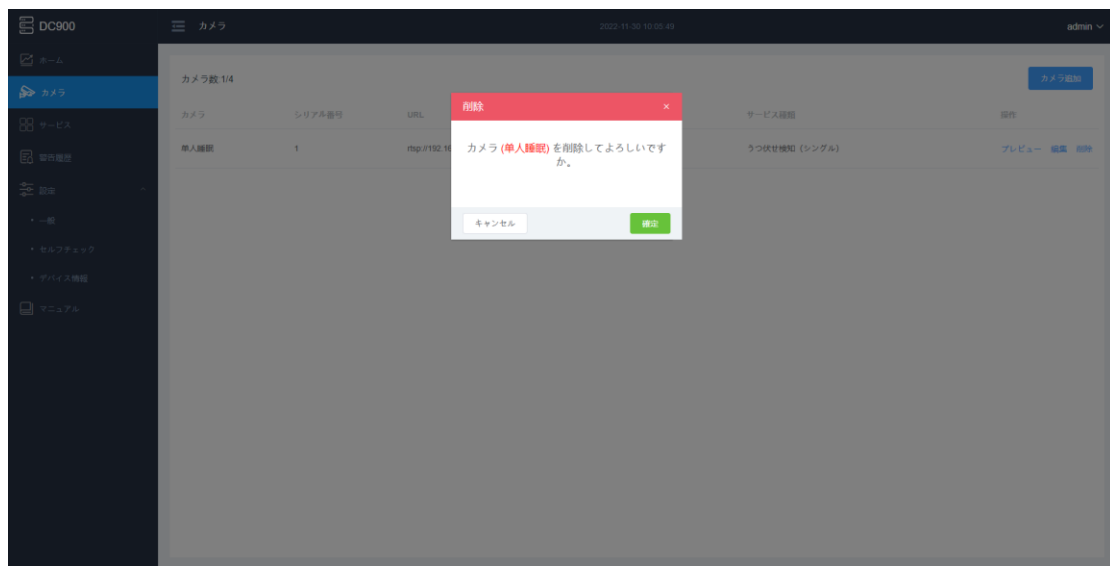 DC900
カメラ
2022-11-30 10:05:49
admin
ホーム
カメラ
サービス
警告履歴
設定
・一般
・セルフチェック
・デバイス情報
マニュアル
カメラ数:1/4
カメラ追加
カメラ シリアル番号 URL サービス種類 操作
单人睡眠 1 rtsp://192.16 うつ伏せ検知 (シングル) プレビュー 編集 削除
削除 ×
カメラ (单人睡眠) を削除してよろしいです
か。
キャンセル 確定